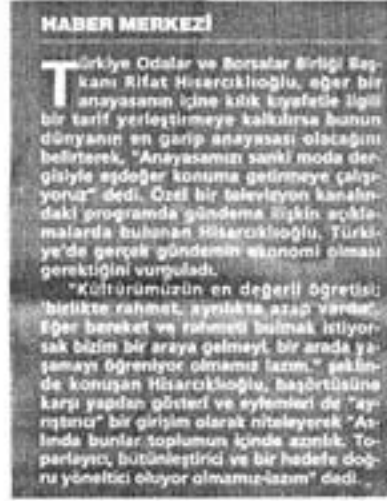 HABER MERKEZİ
Türkiye Odalar ve Borsalar Birliği Baş-
kanı Rifat Hisarcıklıoğlu, eğer bir
anayasanın içine kılık kıyafetle ilgili
bir tarif yerleştirmeye kalkılırsa bunun
dünyanın en garip anayasası olacağını
belirterek, "Anayasamızı sanki moda der-
gisiyle eşdeğer konuma getirmeye çalışı-
yoruz" dedi. Özel bir televizyon kanalın-
daki programda gündeme ilişkin açıkla-
malarda bulunan Hisarcıklıoğlu, Türki-
ye'de gerçek gündemin ekonomi olması
gerektiğini vurguladı.
"Kültürümüzün en değerli öğretisi;
'birlikte rahmet, ayrılıkta azap vardır'.
Eğer bereket ve rahmeti bulmak istiyor-
sak bizim bir araya gelmeyi, bir arada ya-
şamayı öğreniyor olmamız lazım." şeklin-
de konuşan Hisarcıklıoğlu, başörtüsüne
karşı yapılan gösteri ve eylemleri de "ay-
rıştırıcı" bir girişim olarak niteleyerek "As-
lında bunlar toplumun içinde azınlık. To-
parlayıcı, bütünleştirici ve bir hedefe doğ-
ru yöneltici oluyor olmamız lazım" dedi.